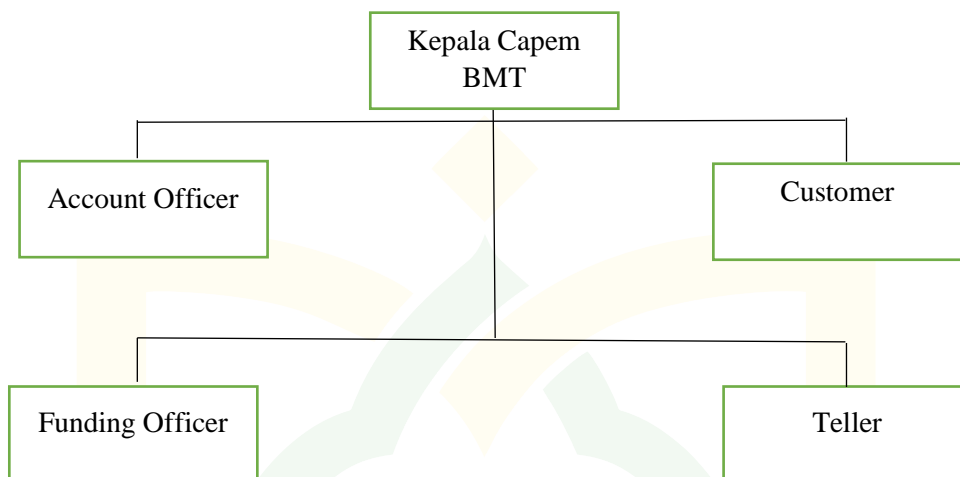 Kepala Capem
BMT
Account Officer
Customer
Funding Officer
Teller